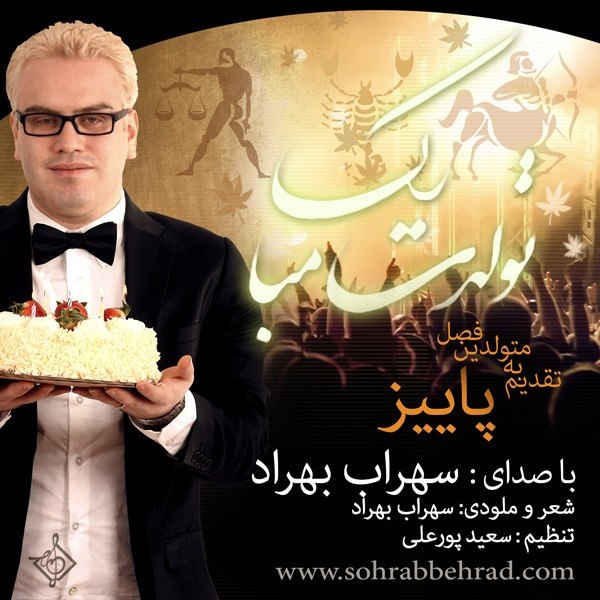 تولدت مبارک
تقدیم به متولدین فصل
پاییز
با صدای : سهراب بهراد
شعر و ملودی: سهراب بهراد
تنظیم : سعید پورعلی
www.sohrabbehrad.com